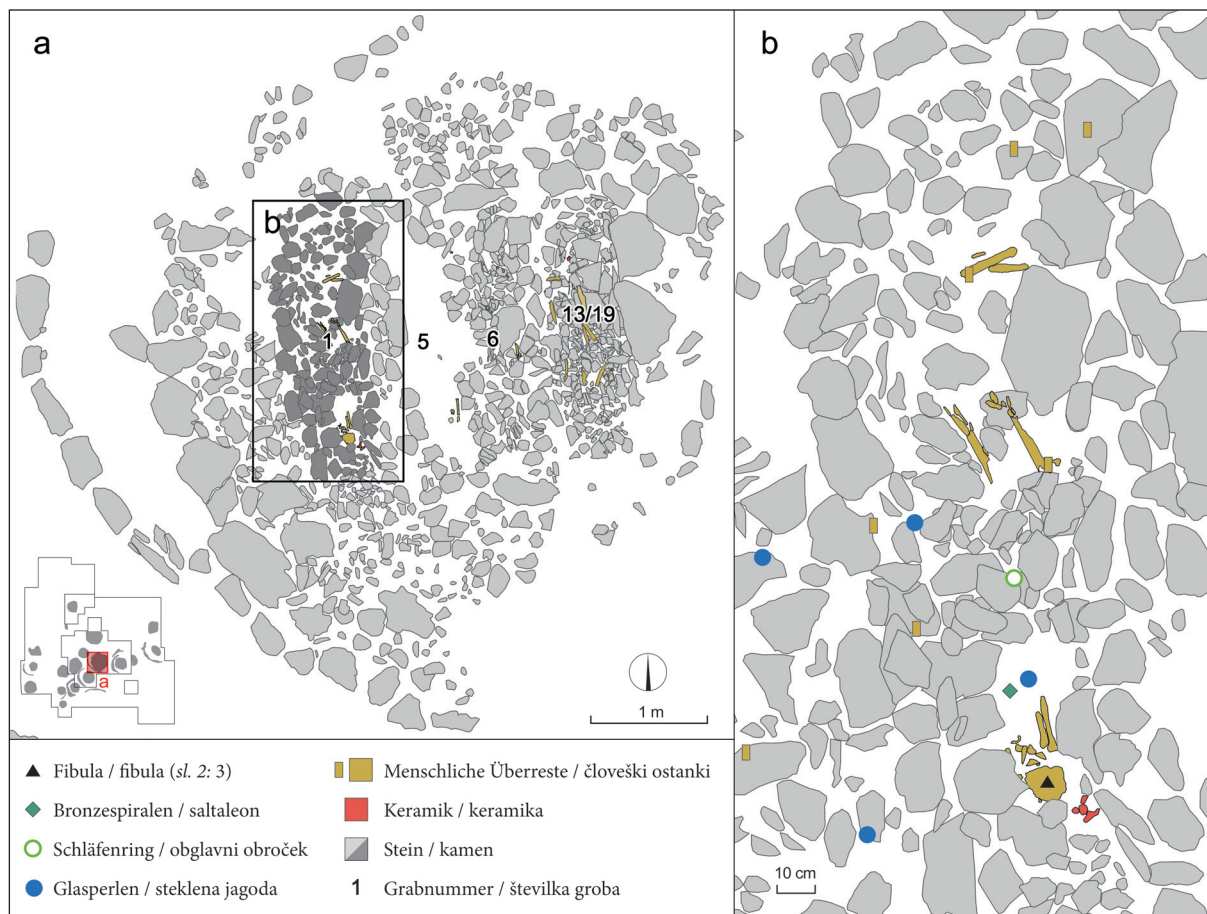 a
b
b
1
5
6
13/19
a
1 m
10 cm
Fibula / fibula (sl. 2: 3)
Bronzespiralen / saltaleon
Schläfenring / obglavni obroček
Glasperlen / steklena jagoda
Menschliche Überreste / človeški ostanki
Keramik / keramika
Stein / kamen
1 Grabnummer / številka groba